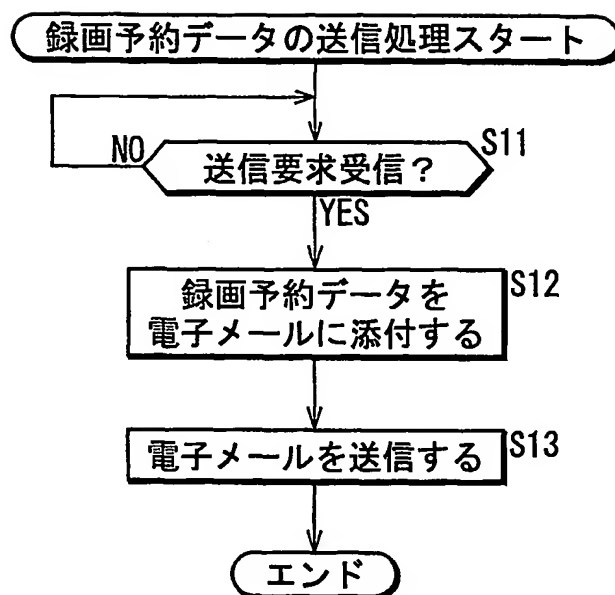 録画予約データの送信処理スタート
NO
送信要求受信？
S11
YES
録画予約データを
電子メールに添付する
S12
電子メールを送信する
S13
エンド